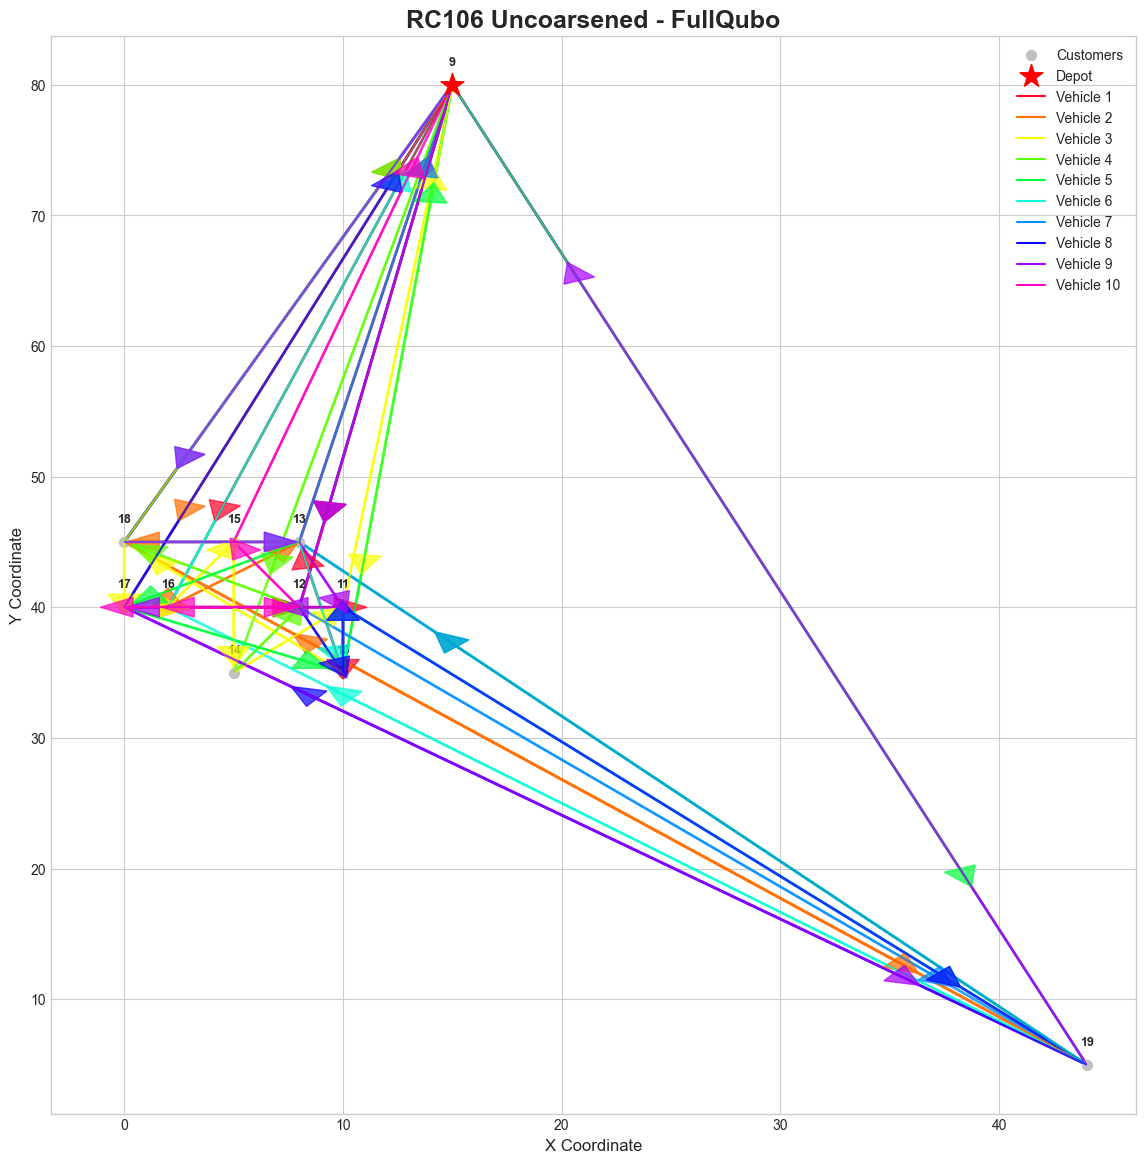 RC106 Uncoarsened - FullQubo
9
Customers
Depot
Vehicle 1
Vehicle 2
Vehicle 3
Vehicle 4
Vehicle 5
Vehicle 6
Vehicle 7
Vehicle 8
Vehicle 9
Vehicle 10
80
70
60
50
40
30
20
10
18
15
13
17
16
12
11
14
19
0
10
20
30
40
X Coordinate
Y Coordinate